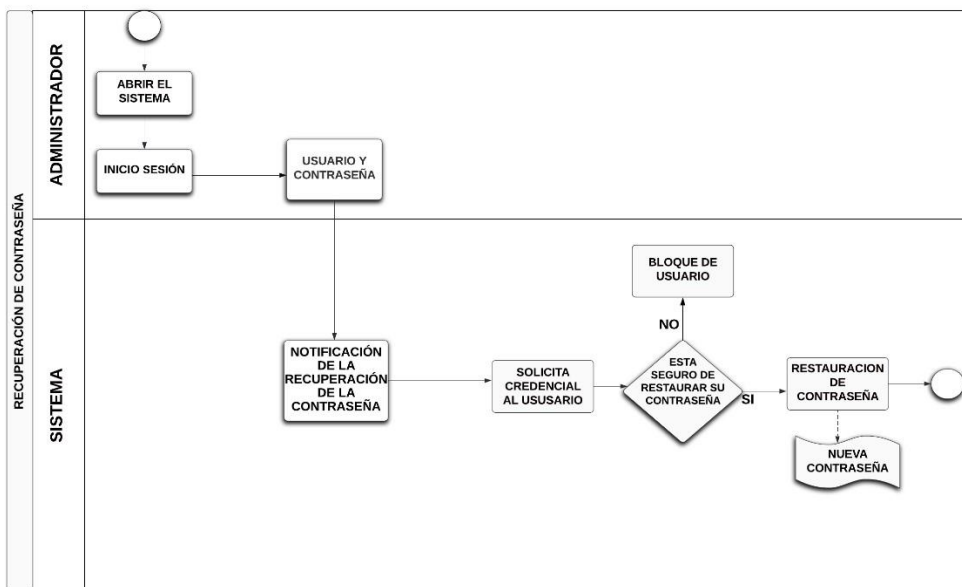 RECUPERACIÓN DE CONTRASEÑA
ADMINISTRADOR
ABRIR EL
SISTEMA
INICIO SESIÓN
USUARIO Y
CONTRASEÑA
SISTEMA
NOTIFICACIÓN
DE LA
RECUPERACIÓN
DE LA
CONTRASEÑA
SOLICITA
CREDENCIAL
AL USUSARIO
BLOQUE DE
USUARIO
NO
ESTA
SEGURO DE
RESTAURAR SU
CONTRASEÑA
SI
RESTAURACION
DE
CONTRASEÑA
NUEVA
CONTRASEÑA